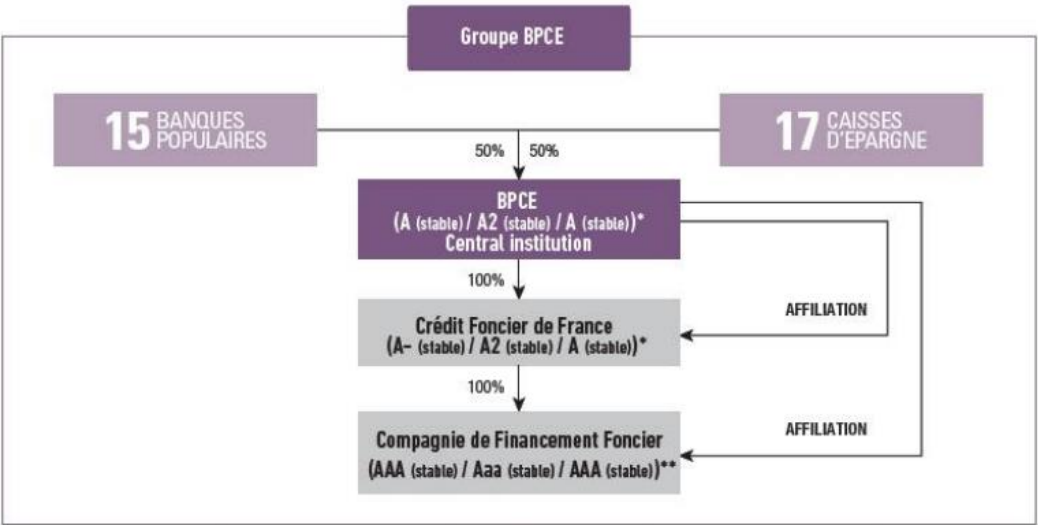 Groupe BPCE
15 BANQUES
POPULAIRES
17 CAISSES
D'EPARGNE
50% 50%
BPCE
(A (stable) / A2 (stable) / A (stable))*
Central institution
100%
AFFILIATION
Crédit Foncier de France
(A- (stable) / A2 (stable) / A (stable))*
100%
AFFILIATION
Compagnie de Financement Foncier
(AAA (stable) / Aaa (stable) / AAA (stable))**